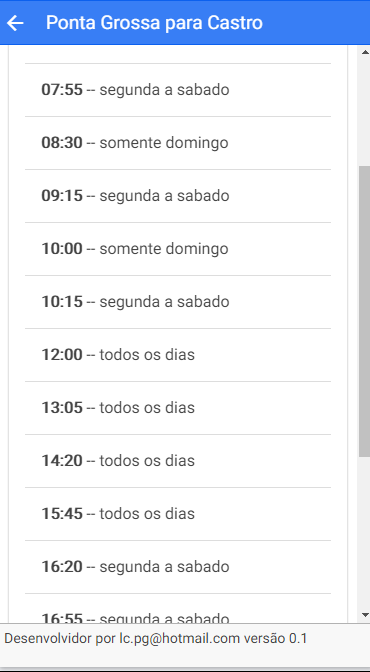 Ponta Grossa para Castro
07:55 -- segunda a sabado
08:30 -- somente domingo
09:15 -- segunda a sabado
10:00 -- somente domingo
10:15 -- segunda a sabado
12:00 -- todos os dias
13:05 -- todos os dias
14:20 -- todos os dias
15:45 -- todos os dias
16:20 -- segunda a sabado
16:55 -- segunda a sabado
Desenvolvidor por lc.pg@hotmail.com versão 0.1